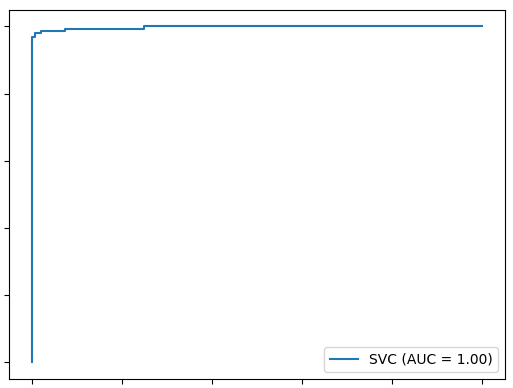 SVC (AUC = 1.00)